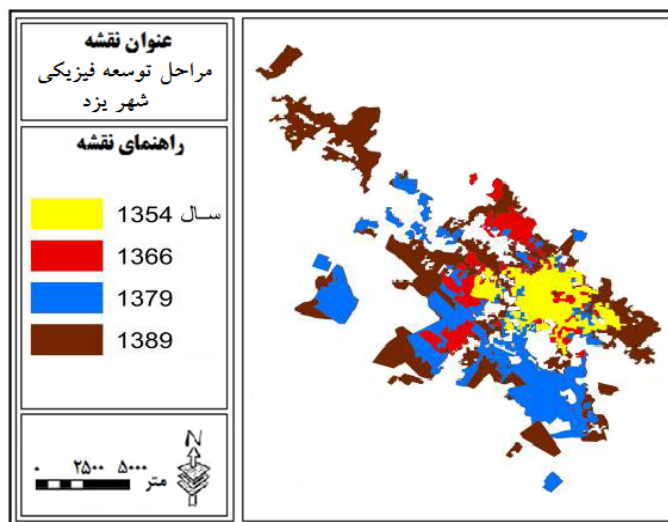 عنوان نقشه
مراحل توسعه فیزیکی
شهر یزد
راهنمای نقشه
سال 1354
1366
1379
1389
N
۰ ۲۵۰۰ ۵۰۰۰
متر